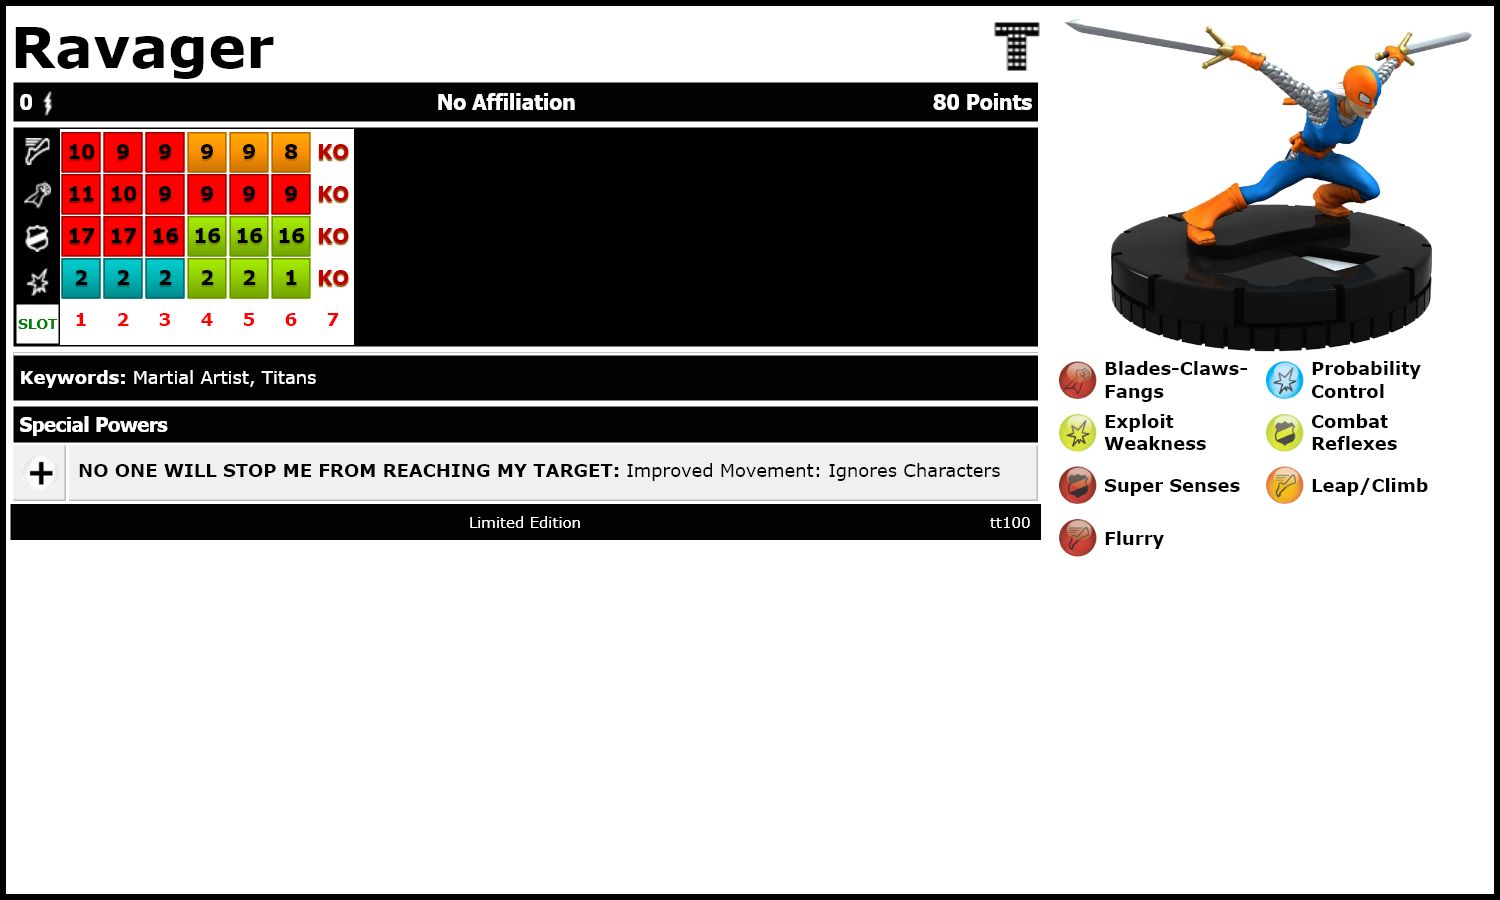 Ravager
T
0 No Affiliation 80 Points
10 9 9 9 9 8 KO
11 10 9 9 9 9 KO
17 17 16 16 16 16 KO
2 2 2 2 2 1 KO
SLOT 1 2 3 4 5 6 7
Keywords: Martial Artist, Titans
Special Powers
+ NO ONE WILL STOP ME FROM REACHING MY TARGET: Improved Movement: Ignores Characters
Limited Edition tt100
Blades-Claws-
Fangs
Probability
Control
Exploit
Weakness
Combat
Reflexes
Super Senses
Leap/Climb
Flurry